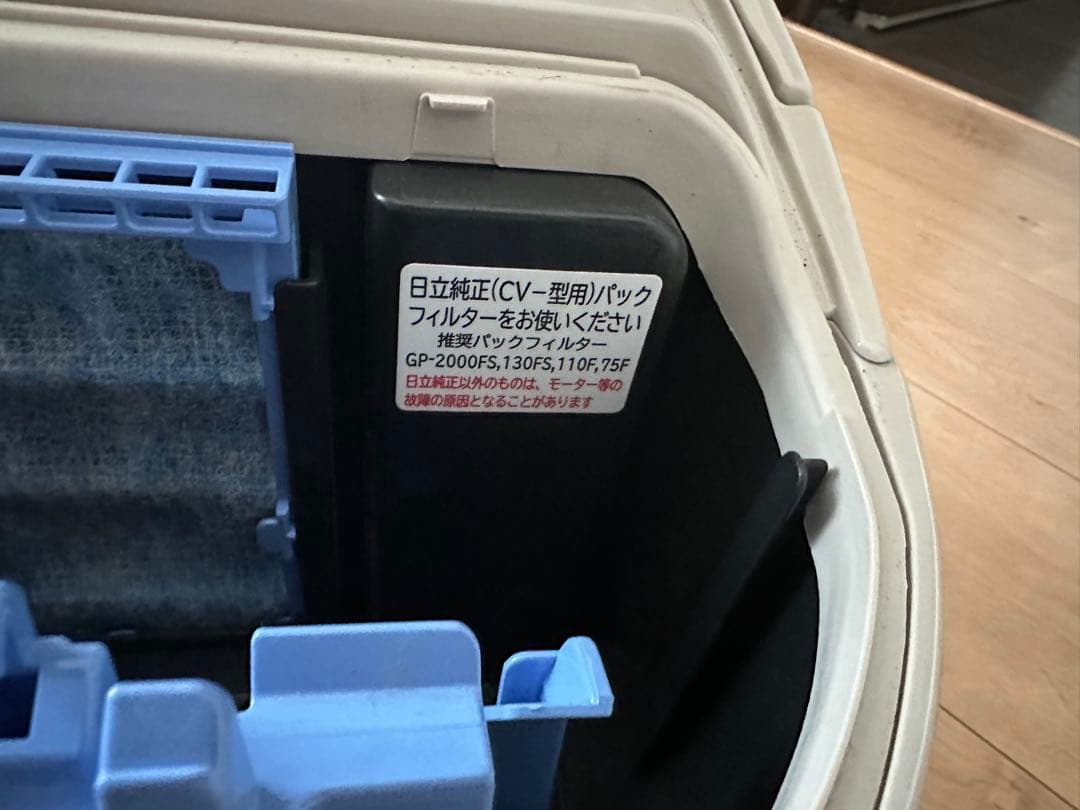 日立純正(CV-型用)パック
フィルターをお使いください
推奨パックフィルター
GP-2000FS,130FS,110F,75F
日立純正以外のものは、モーター等の
故障の原因となることがあります